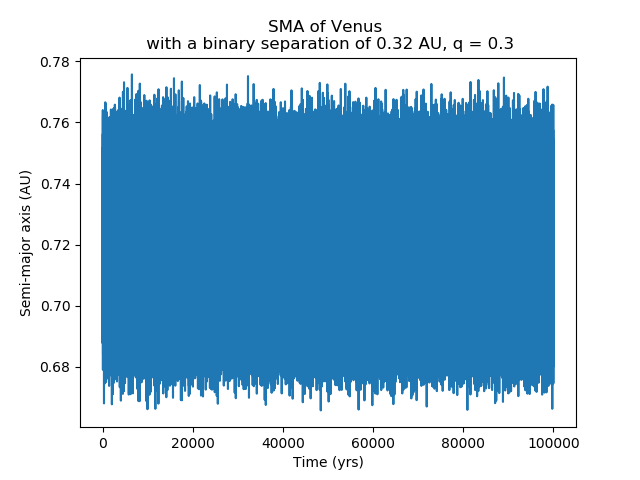 SMA of Venus
with a binary separation of 0.32 AU, q = 0.3
0.78
0.76
0.74
0.72
0.70
0.68
Semi-major axis (AU)
0 20000 40000 60000 80000 100000
Time (yrs)